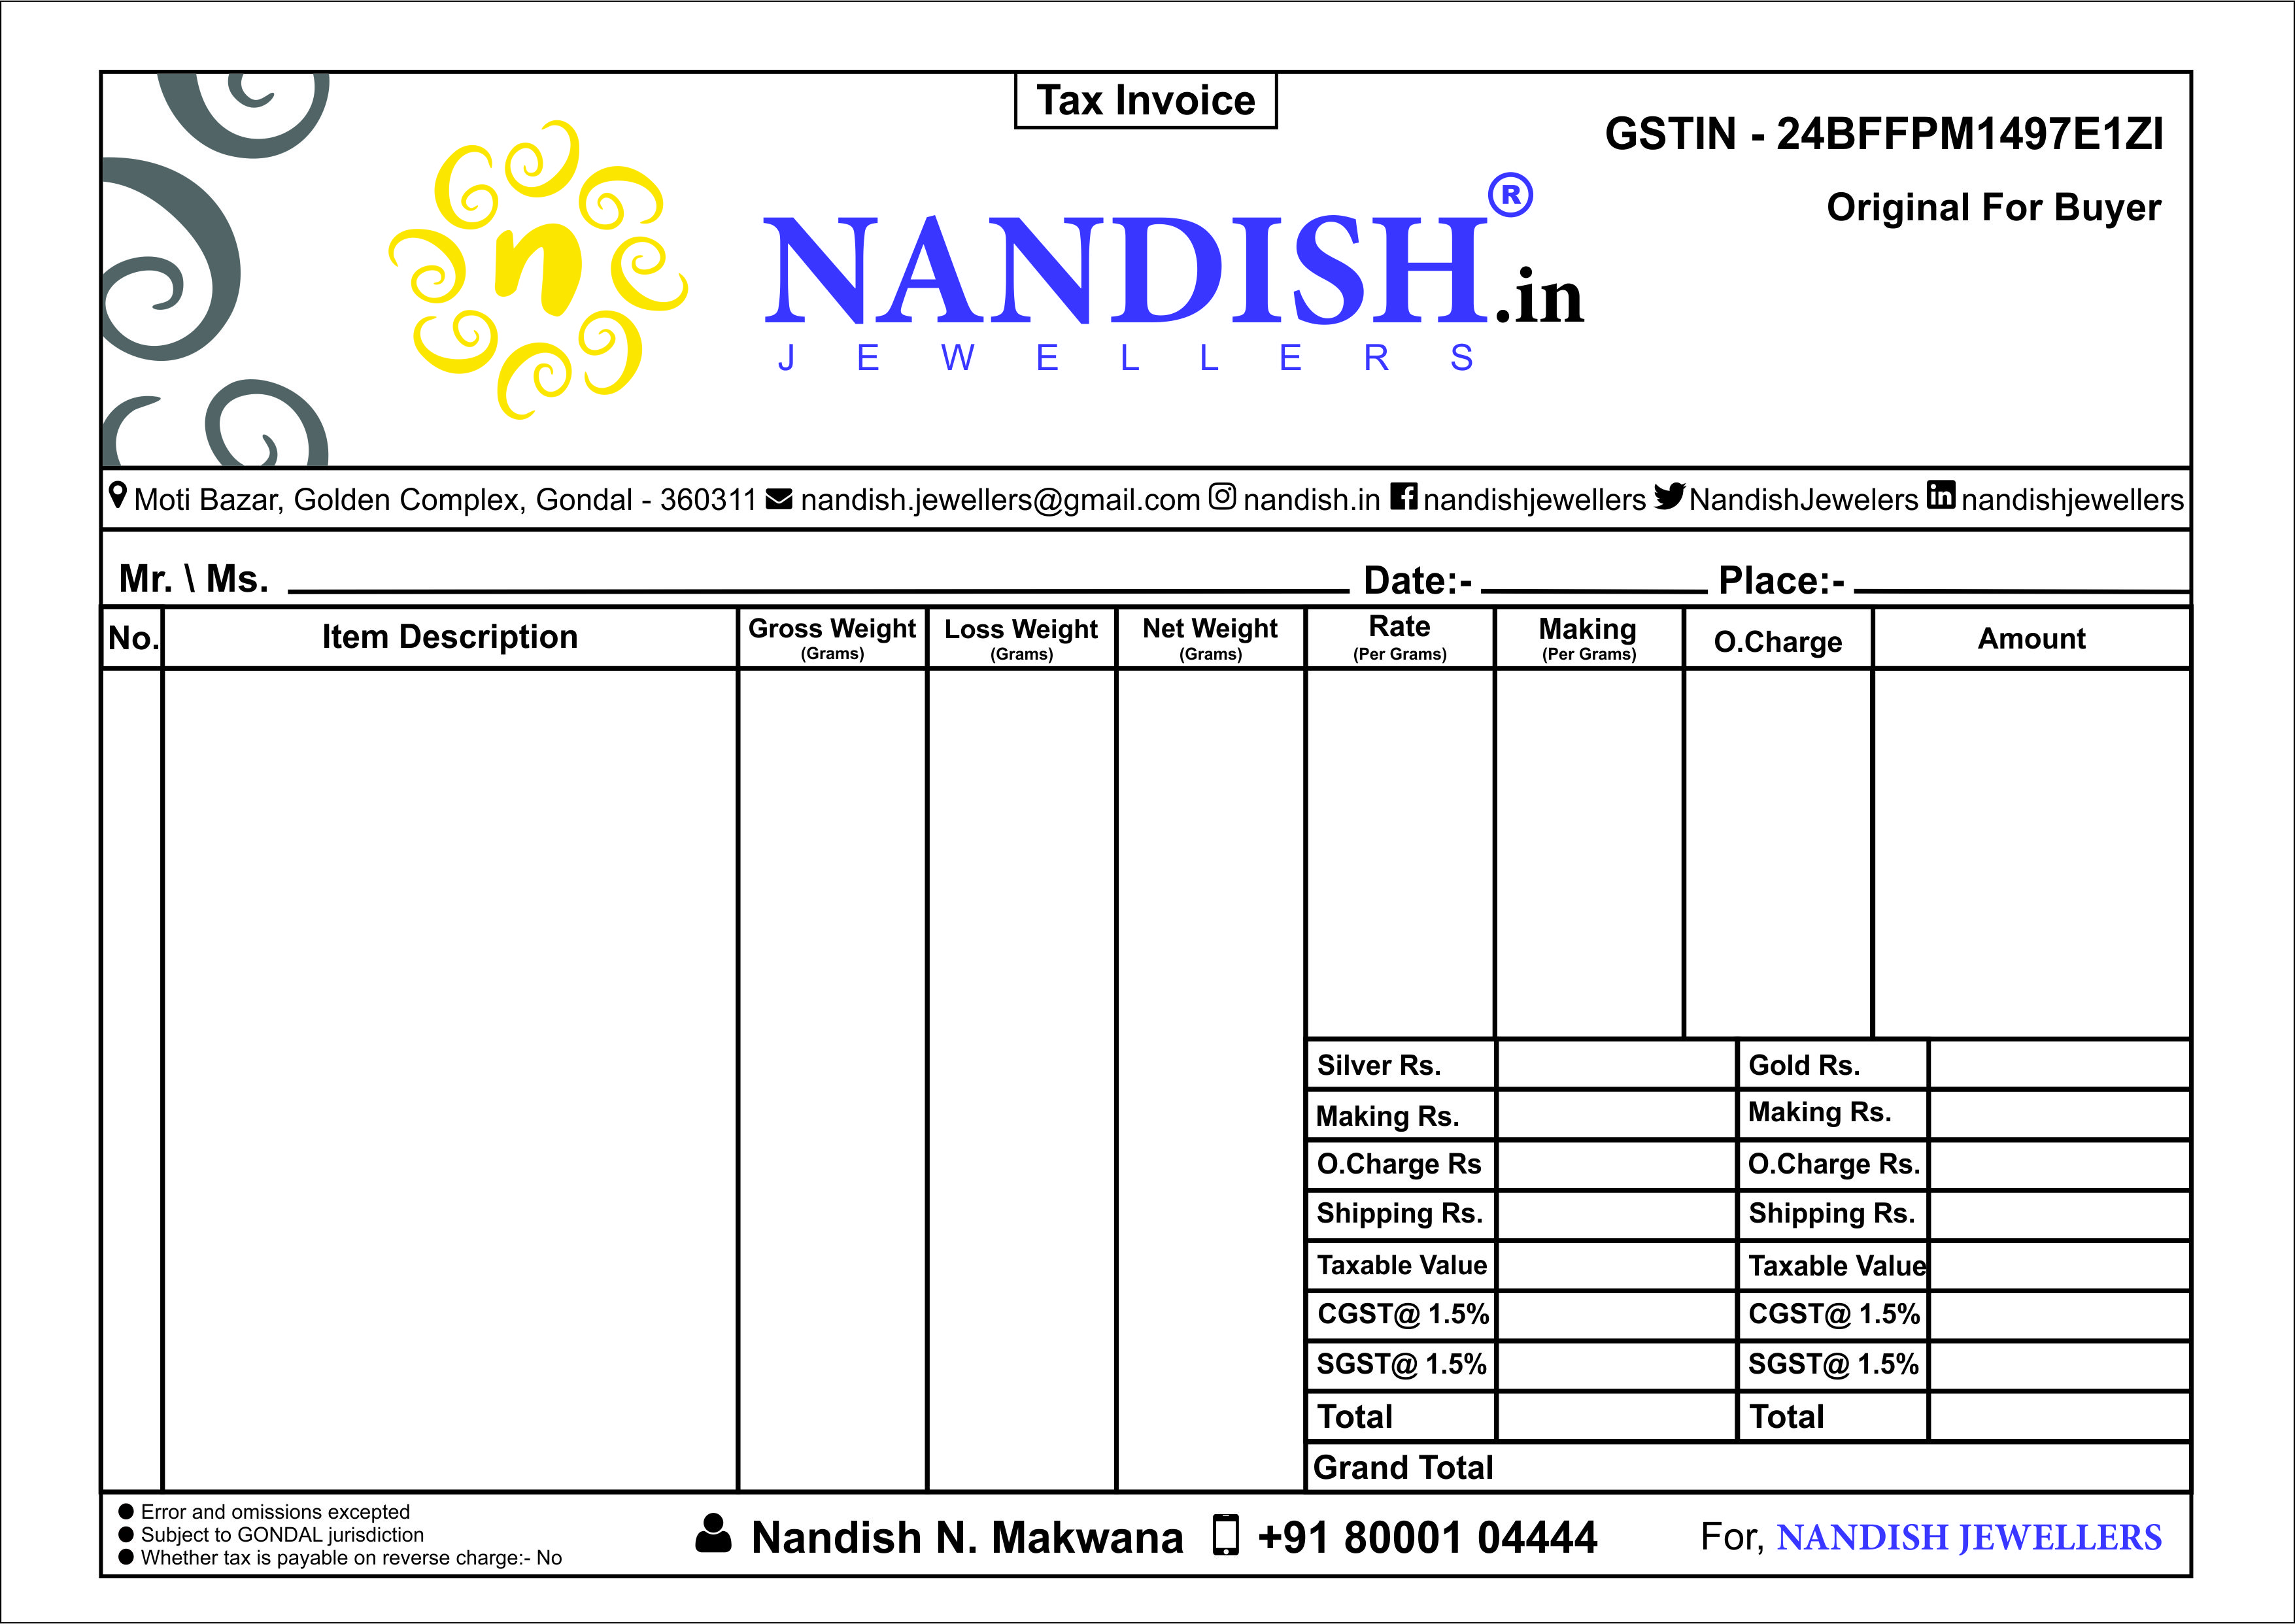 Tax Invoice
GSTIN - 24BFFPM1497E1ZI
Original For Buyer
n
NANDISH®.in
JEWELLERS
Moti Bazar, Golden Complex, Gondal - 360311 nandish.jewellers@gmail.com nandish.in nandishjewellers NandishJewelers nandishjewellers
Mr. \ Ms. Date:- Place:-
No. Item Description Gross Weight (Grams) Loss Weight (Grams) Net Weight (Grams) Rate (Per Grams) Making (Per Grams) O.Charge Amount
Silver Rs. Gold Rs.
Making Rs. Making Rs.
O.Charge Rs O.Charge Rs.
Shipping Rs. Shipping Rs.
Taxable Value Taxable Value
CGST@ 1.5% CGST@ 1.5%
SGST@ 1.5% SGST@ 1.5%
Total Total
Grand Total
● Error and omissions excepted
● Subject to GONDAL jurisdiction
● Whether tax is payable on reverse charge:- No
Nandish N. Makwana +91 80001 04444
For, NANDISH JEWELLERS